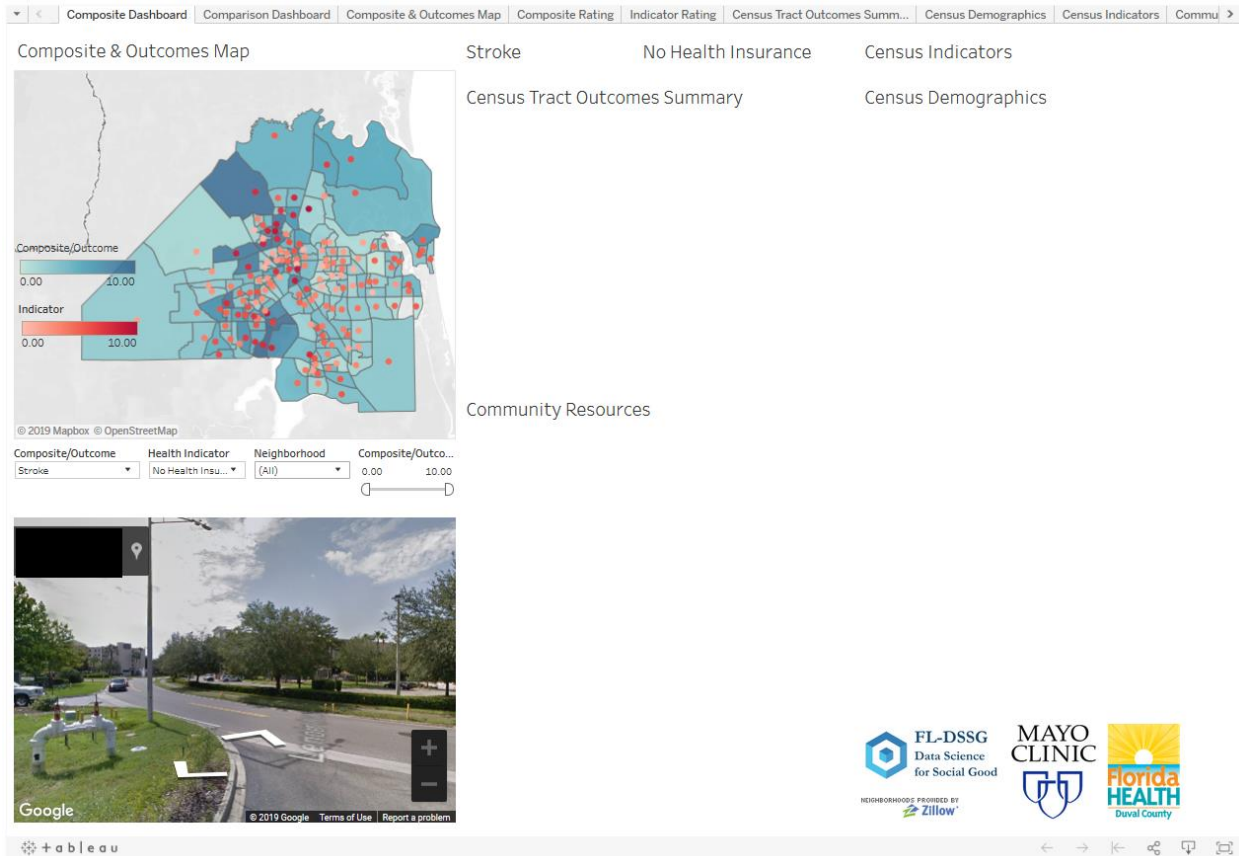 Composite Dashboard
Comparison Dashboard
Composite & Outcomes Map
Composite Rating
Indicator Rating
Census Tract Outcomes Summ...
Census Demographics
Census Indicators
Commu
Composite & Outcomes Map
Stroke
No Health Insurance
Census Indicators
Census Tract Outcomes Summary
Census Demographics
Composite/Outcome
0.00 10.00
Indicator
0.00 10.00
© 2019 Mapbox © OpenStreetMap
Community Resources
Composite/Outcome
Health Indicator
Neighborhood
Composite/Outco...
Stroke
No Health Insu...
(All)
0.00 10.00
Google
© 2019 Google
Terms of Use
Report a problem
FL-DSSG
Data Science
for Social Good
NEIGHBORHOODS PROVIDED BY
Zillow
MAYO
CLINIC
Florida
HEALTH
Duval County
+ableau